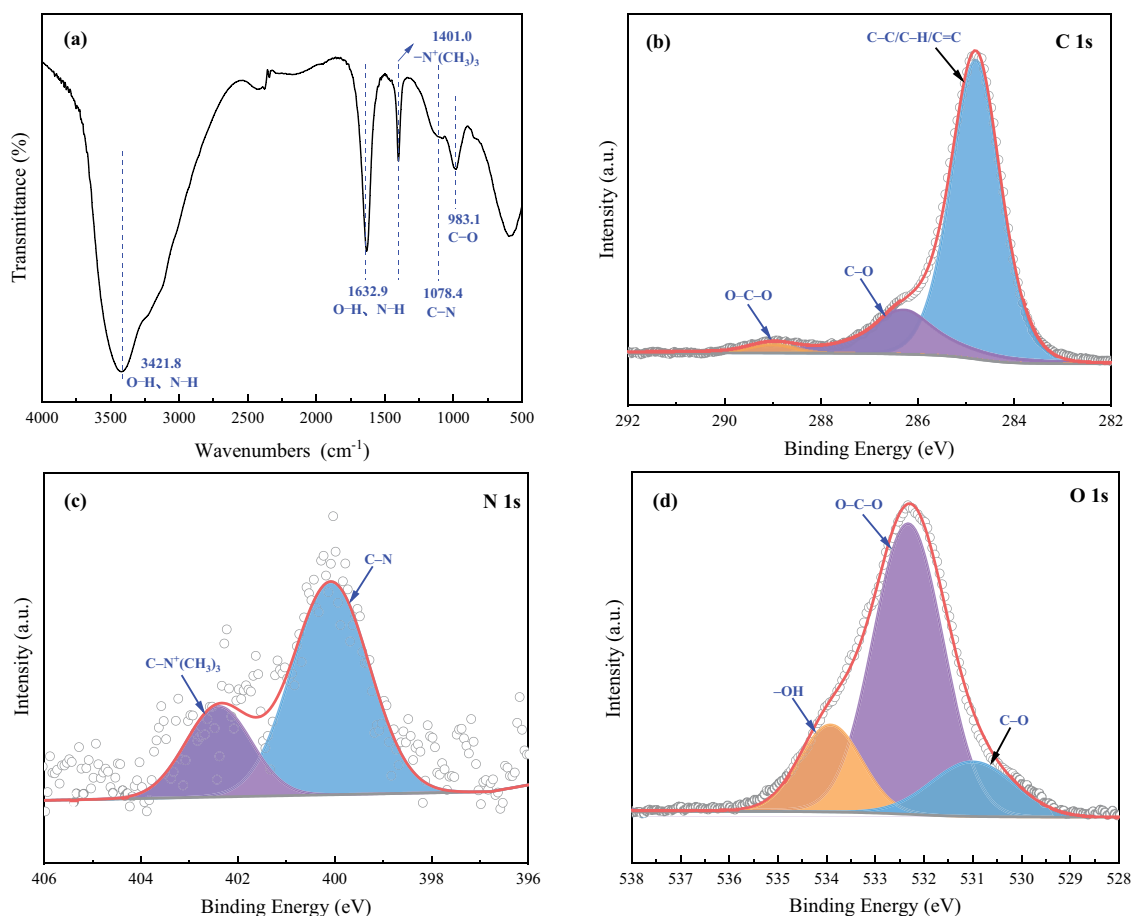 (a)
1401.0
−N⁺(CH₃)₃
983.1
C−O
1632.9
O−H、N−H
1078.4
C−N
3421.8
O−H、N−H
Transmittance (%)
4000 3500 3000 2500 2000 1500 1000 500
Wavenumbers (cm⁻¹)
(b)
C 1s
C–C/C–H/C=C
C–O
O–C–O
Intensity (a.u.)
292 290 288 286 284 282
Binding Energy (eV)
(c)
N 1s
C–N
C–N⁺(CH₃)₃
Intensity (a.u.)
406 404 402 400 398 396
Binding Energy (eV)
(d)
O 1s
O–C–O
–OH
C–O
Intensity (a.u.)
538 537 536 535 534 533 532 531 530 529 528
Binding Energy (eV)